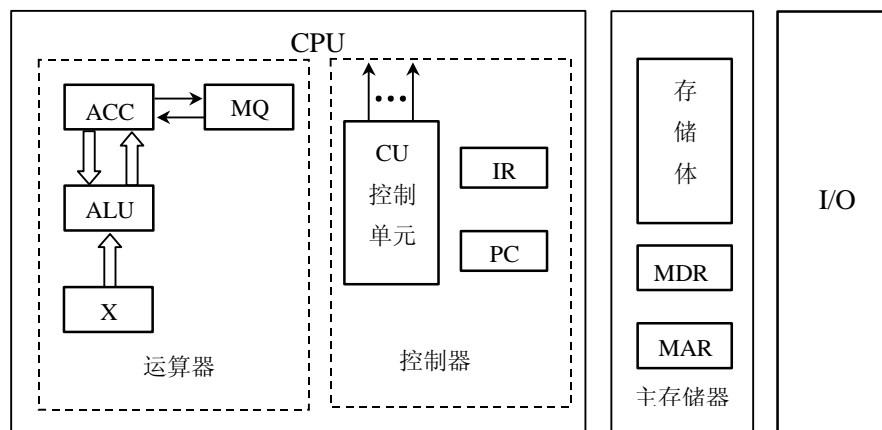 CPU
ACC
MQ
ALU
X
运算器
•••
CU
控制
单元
IR
PC
控制器
存
储
体
MDR
MAR
主存储器
I/O